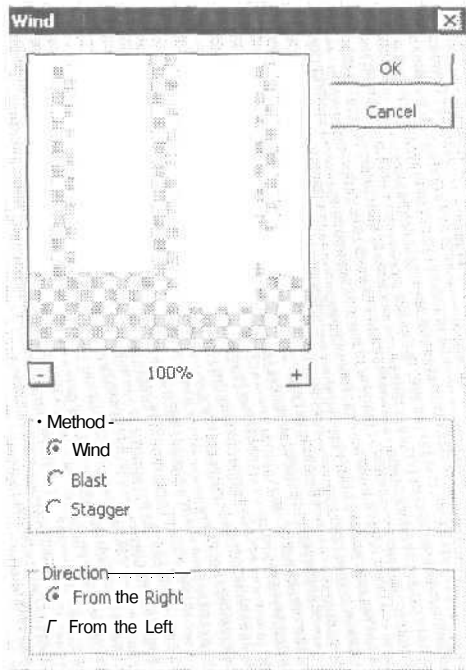 Wind
OK
Cancel
100%
Method
Wind
Blast
Stagger
Direction
From the Right
From the Left